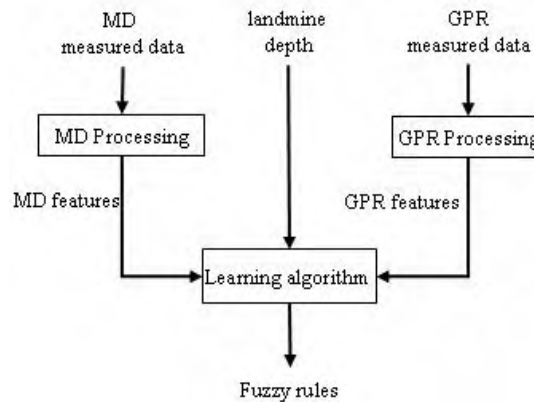 MD
measured data
landmine
depth
GPR
measured data
MD Processing
GPR Processing
MD features
GPR features
Learning algorithm
Fuzzy rules